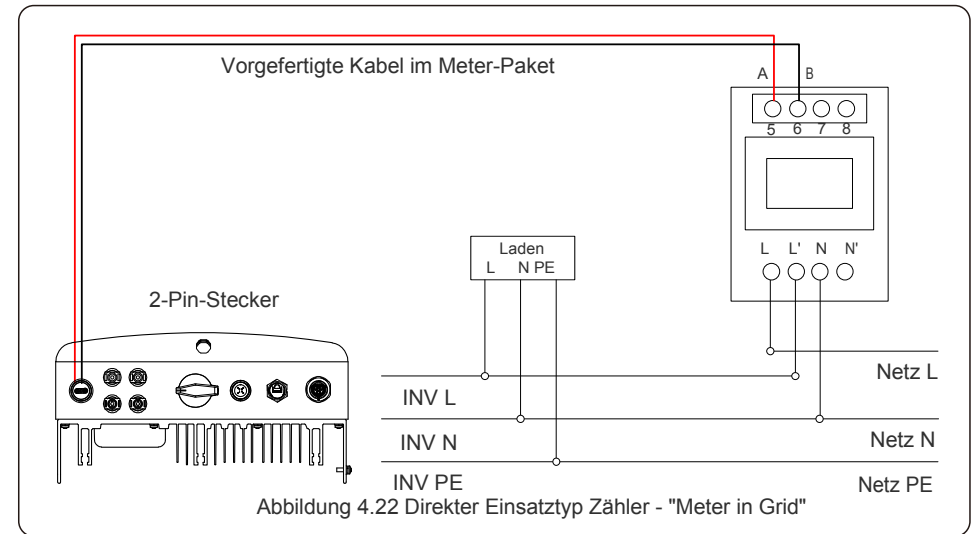 Vorgefertigte Kabel im Meter-Paket
A B
5 6 7 8
L L' N N'
Laden
L N PE
2-Pin-Stecker
Netz L
INV L
INV N
Netz N
INV PE
Netz PE
Abbildung 4.22 Direkter Einsatztyp Zähler - "Meter in Grid"